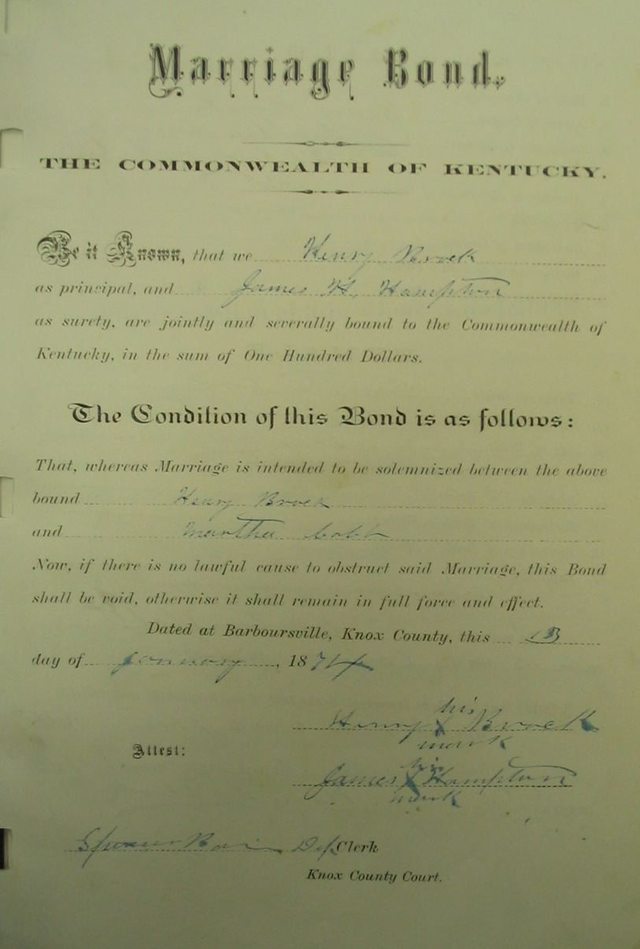 Marriage Bond.
THE COMMONWEALTH OF KENTUCKY.
Be it Known, that we Henry Brock
as principal, and James H. Hampton
as surety, are jointly and severally bound to the Commonwealth of
Kentucky, in the sum of One Hundred Dollars.
The Condition of this Bond is as follows:
That, whereas Marriage is intended to be solemnized between the above
bound Henry Brock
and Martha Cobb
Now, if there is no lawful cause to obstruct said Marriage, this Bond
shall be void, otherwise it shall remain in full force and effect.
Dated at Barboursville, Knox County, this
day of January, 1874
his
Henry X Brock
mark
Attest:
his
James X Hampton
mark
Clerk
Knox County Court.